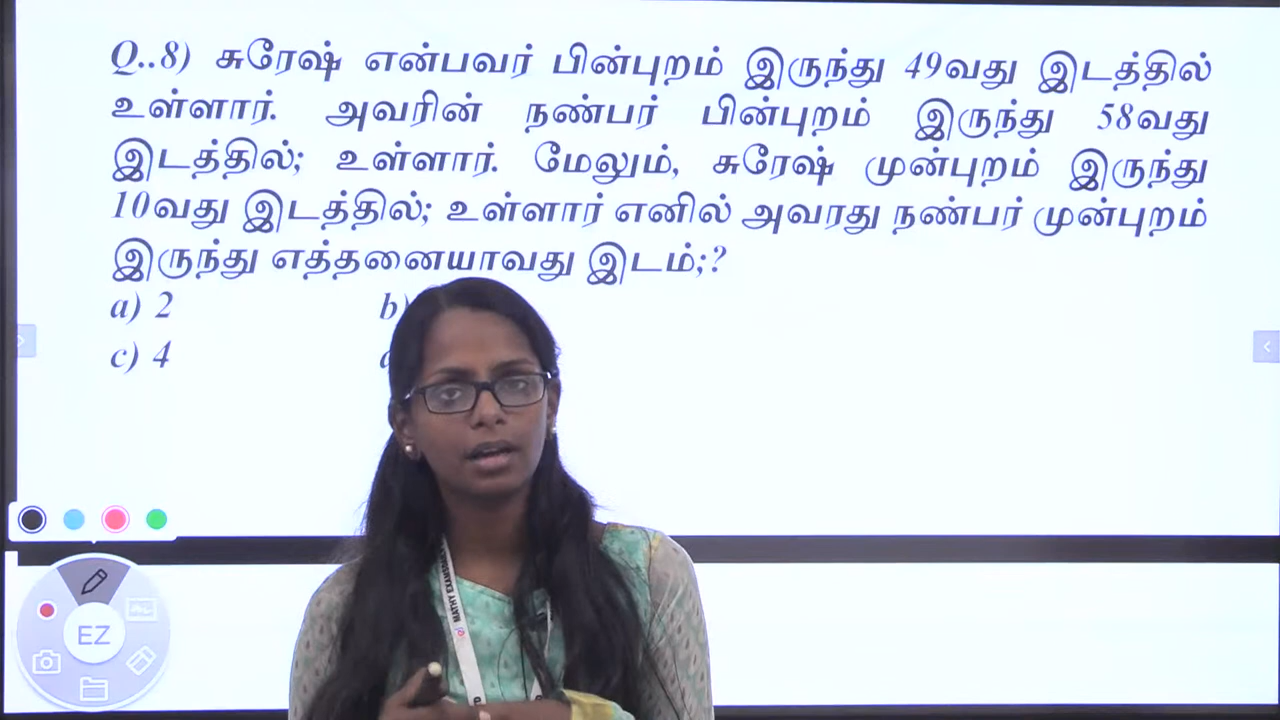 Q..8) சுரேஷ் என்பவர் பின்புறம் இருந்து 49வது இடத்தில்
உள்ளார். அவரின் நண்பர் பின்புறம் இருந்து 58வது
இடத்தில்; உள்ளார். மேலும், சுரேஷ் முன்புறம் இருந்து
10வது இடத்தில்; உள்ளார் எனில் அவரது நண்பர் முன்புறம்
இருந்து எத்தனையாவது இடம்;?
a) 2 b)
c) 4
EZ